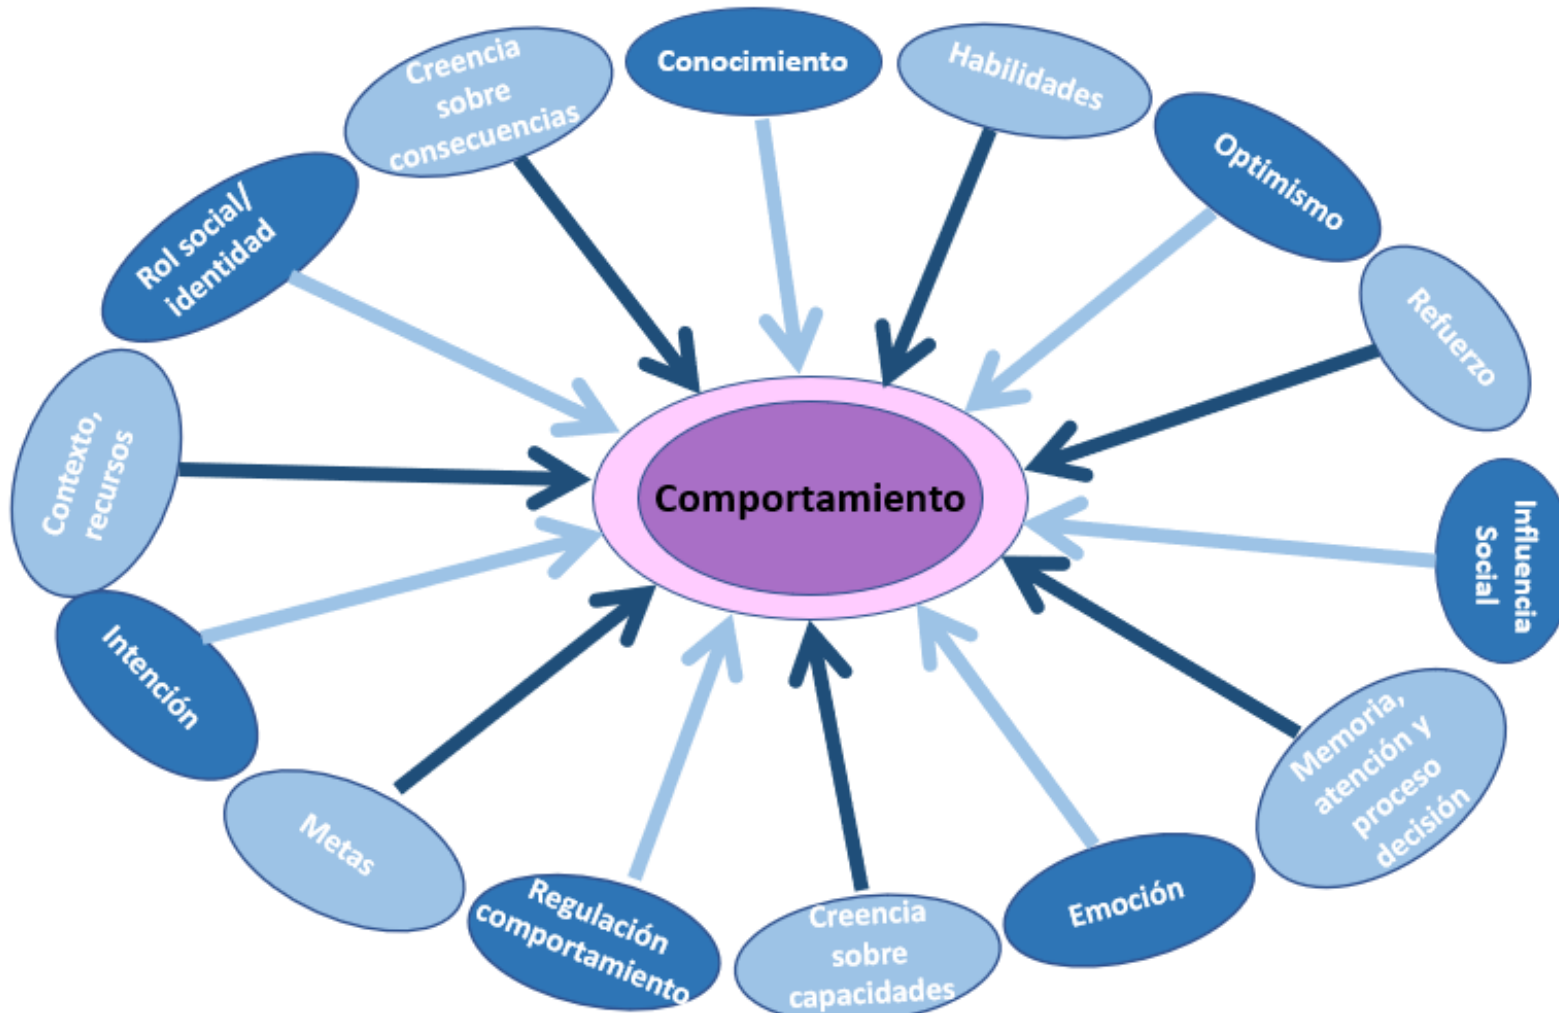 Conocimiento
Habilidades
Optimismo
Refuerzo
Influencia
Social
Memoria,
atención y
proceso
decisión
Emoción
Creencia
sobre
capacidades
Regulación
comportamiento
Metas
Intención
Contexto,
recursos
Rol social/
identidad
Creencia
sobre
consecuencias
Comportamiento